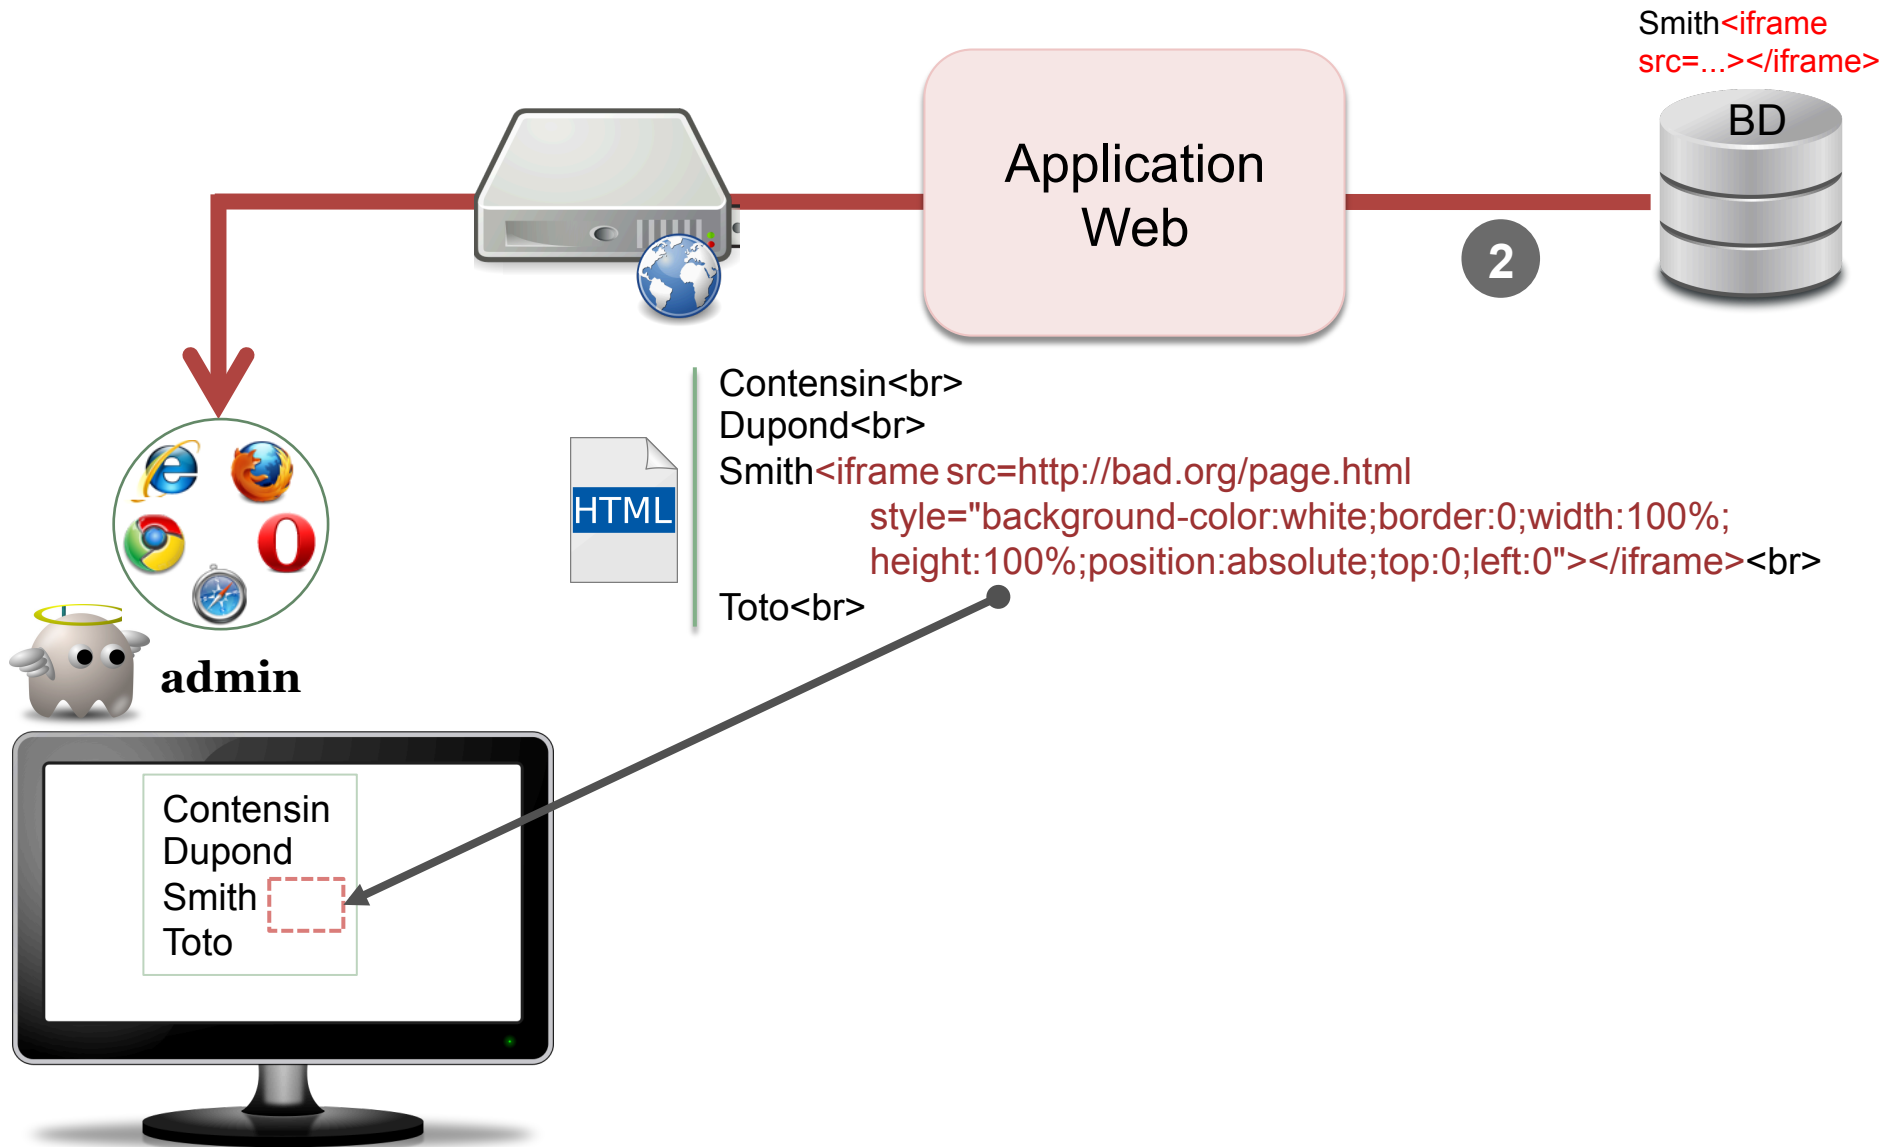 Smith<iframe
src=...></iframe>
BD
Application
Web
2
Contensin<br>
Dupond<br>
Smith<iframe src=http://bad.org/page.html
style="background-color:white;border:0;width:100%;
height:100%;position:absolute;top:0;left:0"></iframe><br>
Toto<br>
HTML
admin
Contensin
Dupond
Smith
Toto